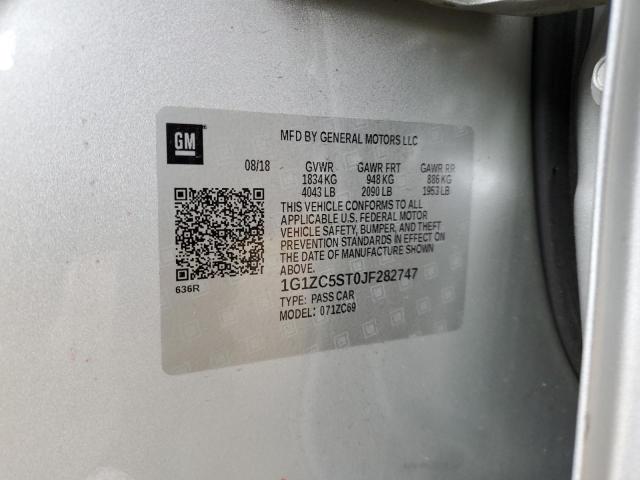 GM
MFD BY GENERAL MOTORS LLC
08/18 GVWR GAWR FRT GAWR RR
1834 KG 948 KG 886 KG
4043 LB 2090 LB 1953 LB
THIS VEHICLE CONFORMS TO ALL
APPLICABLE U.S. FEDERAL MOTOR
VEHICLE SAFETY, BUMPER, AND THEFT
PREVENTION STANDARDS IN EFFECT
ON THE DATE OF MANUFACTURE SHOWN
ABOVE.
636R
1G1ZC5ST0JF282747
TYPE: PASS CAR
MODEL: 071ZC69